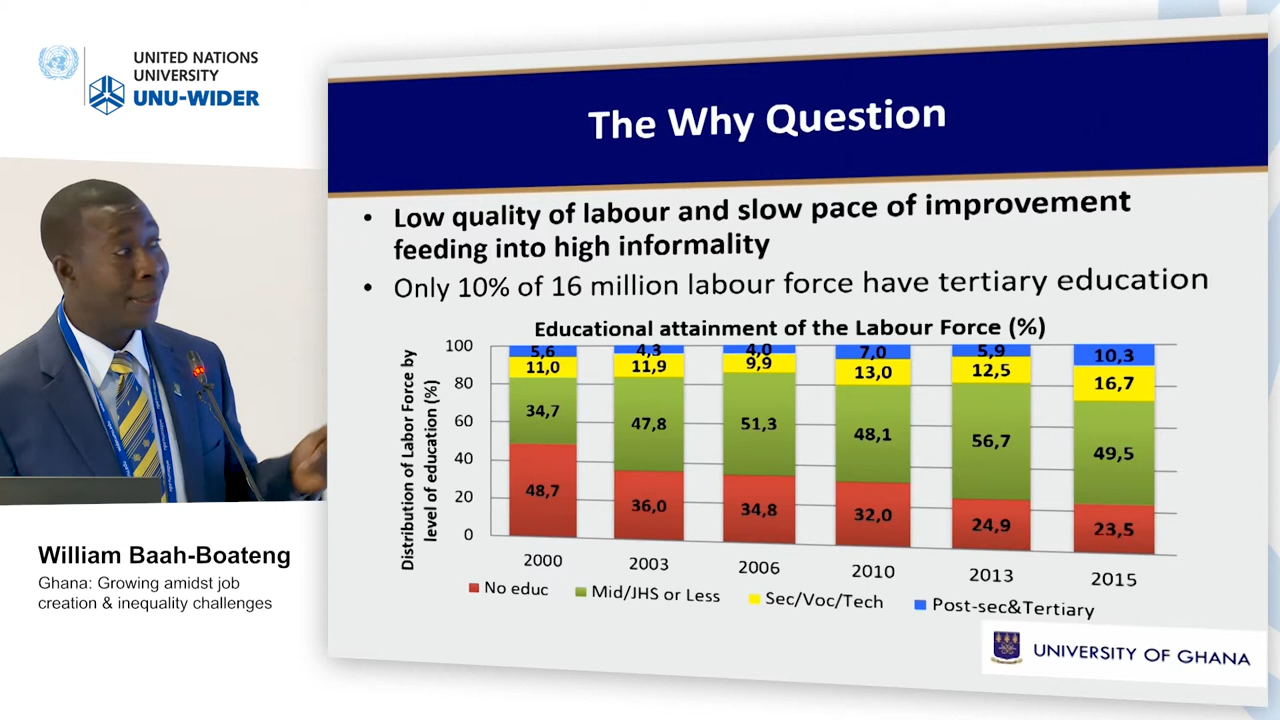 UNITED NATIONS
UNIVERSITY
UNU-WIDER
The Why Question
• Low quality of labour and slow pace of improvement
feeding into high informality
• Only 10% of 16 million labour force have tertiary education
Educational attainment of the Labour Force (%)
Distribution of Labor Force by
level of education (%)
100
80
60
40
20
0
5,6
4,3
4,0
7,0
5,9
10,3
11,0
11,9
9,9
13,0
12,5
16,7
34,7
47,8
51,3
48,1
56,7
49,5
48,7
36,0
34,8
32,0
24,9
23,5
2000
2003
2006
2010
2013
2015
No educ
Mid/JHS or Less
Sec/Voc/Tech
Post-sec&Tertiary
UNIVERSITY OF GHANA
William Baah-Boateng
Ghana: Growing amidst job
creation & inequality challenges